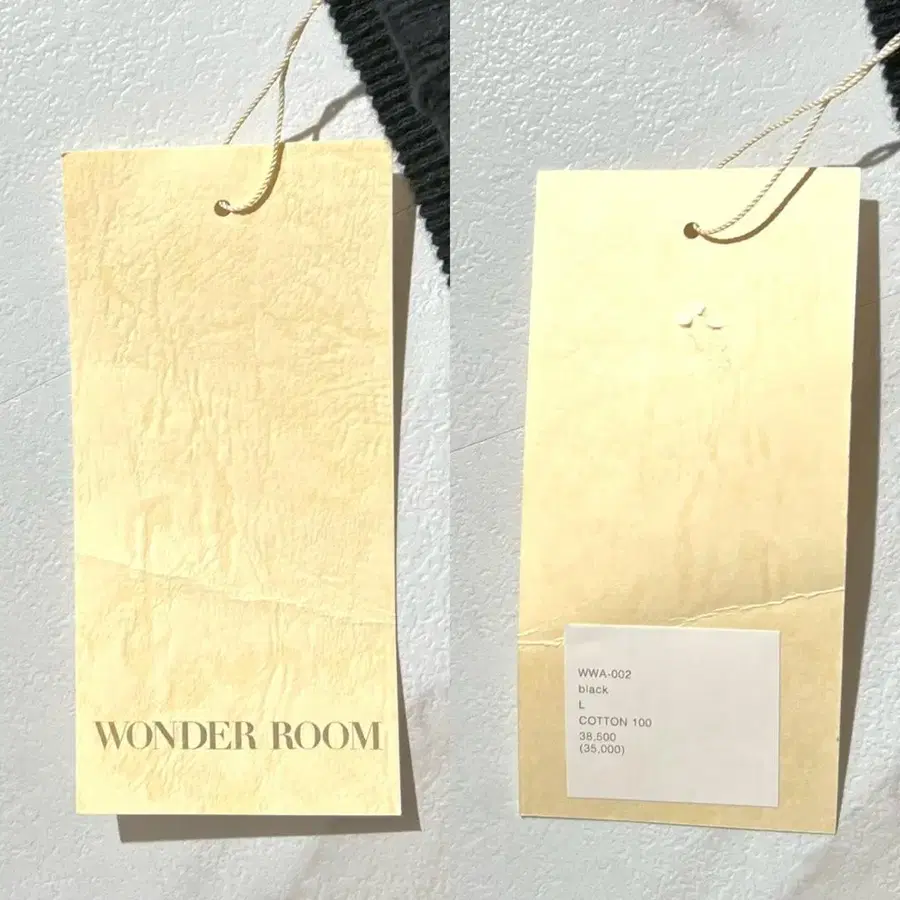 WONDER ROOM
WWA-002
black
L
COTTON 100
38,500
(35,000)